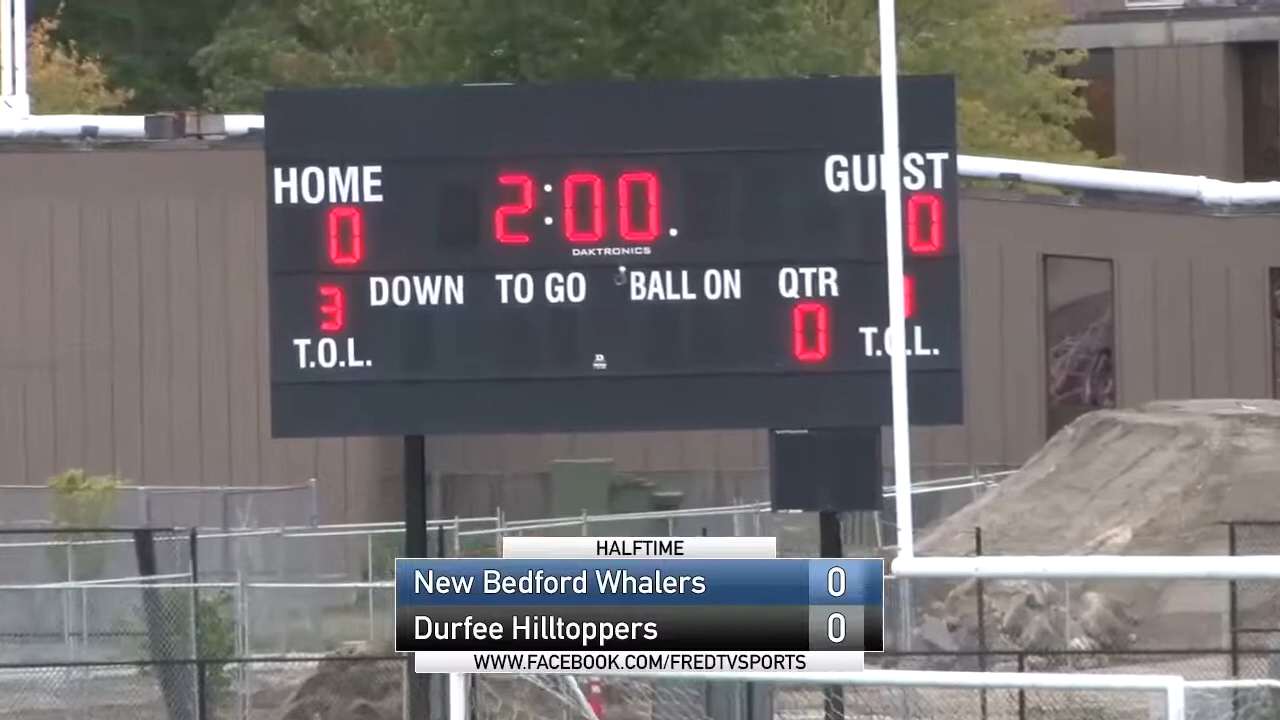 HOME 2:00. GUEST
0 0
DAKTRONICS
DOWN TO GO BALL ON QTR
3 0
T.O.L. T.O.L.
HALFTIME
New Bedford Whalers 0
Durfee Hilltoppers 0
WWW.FACEBOOK.COM/FREDTVSPORTS